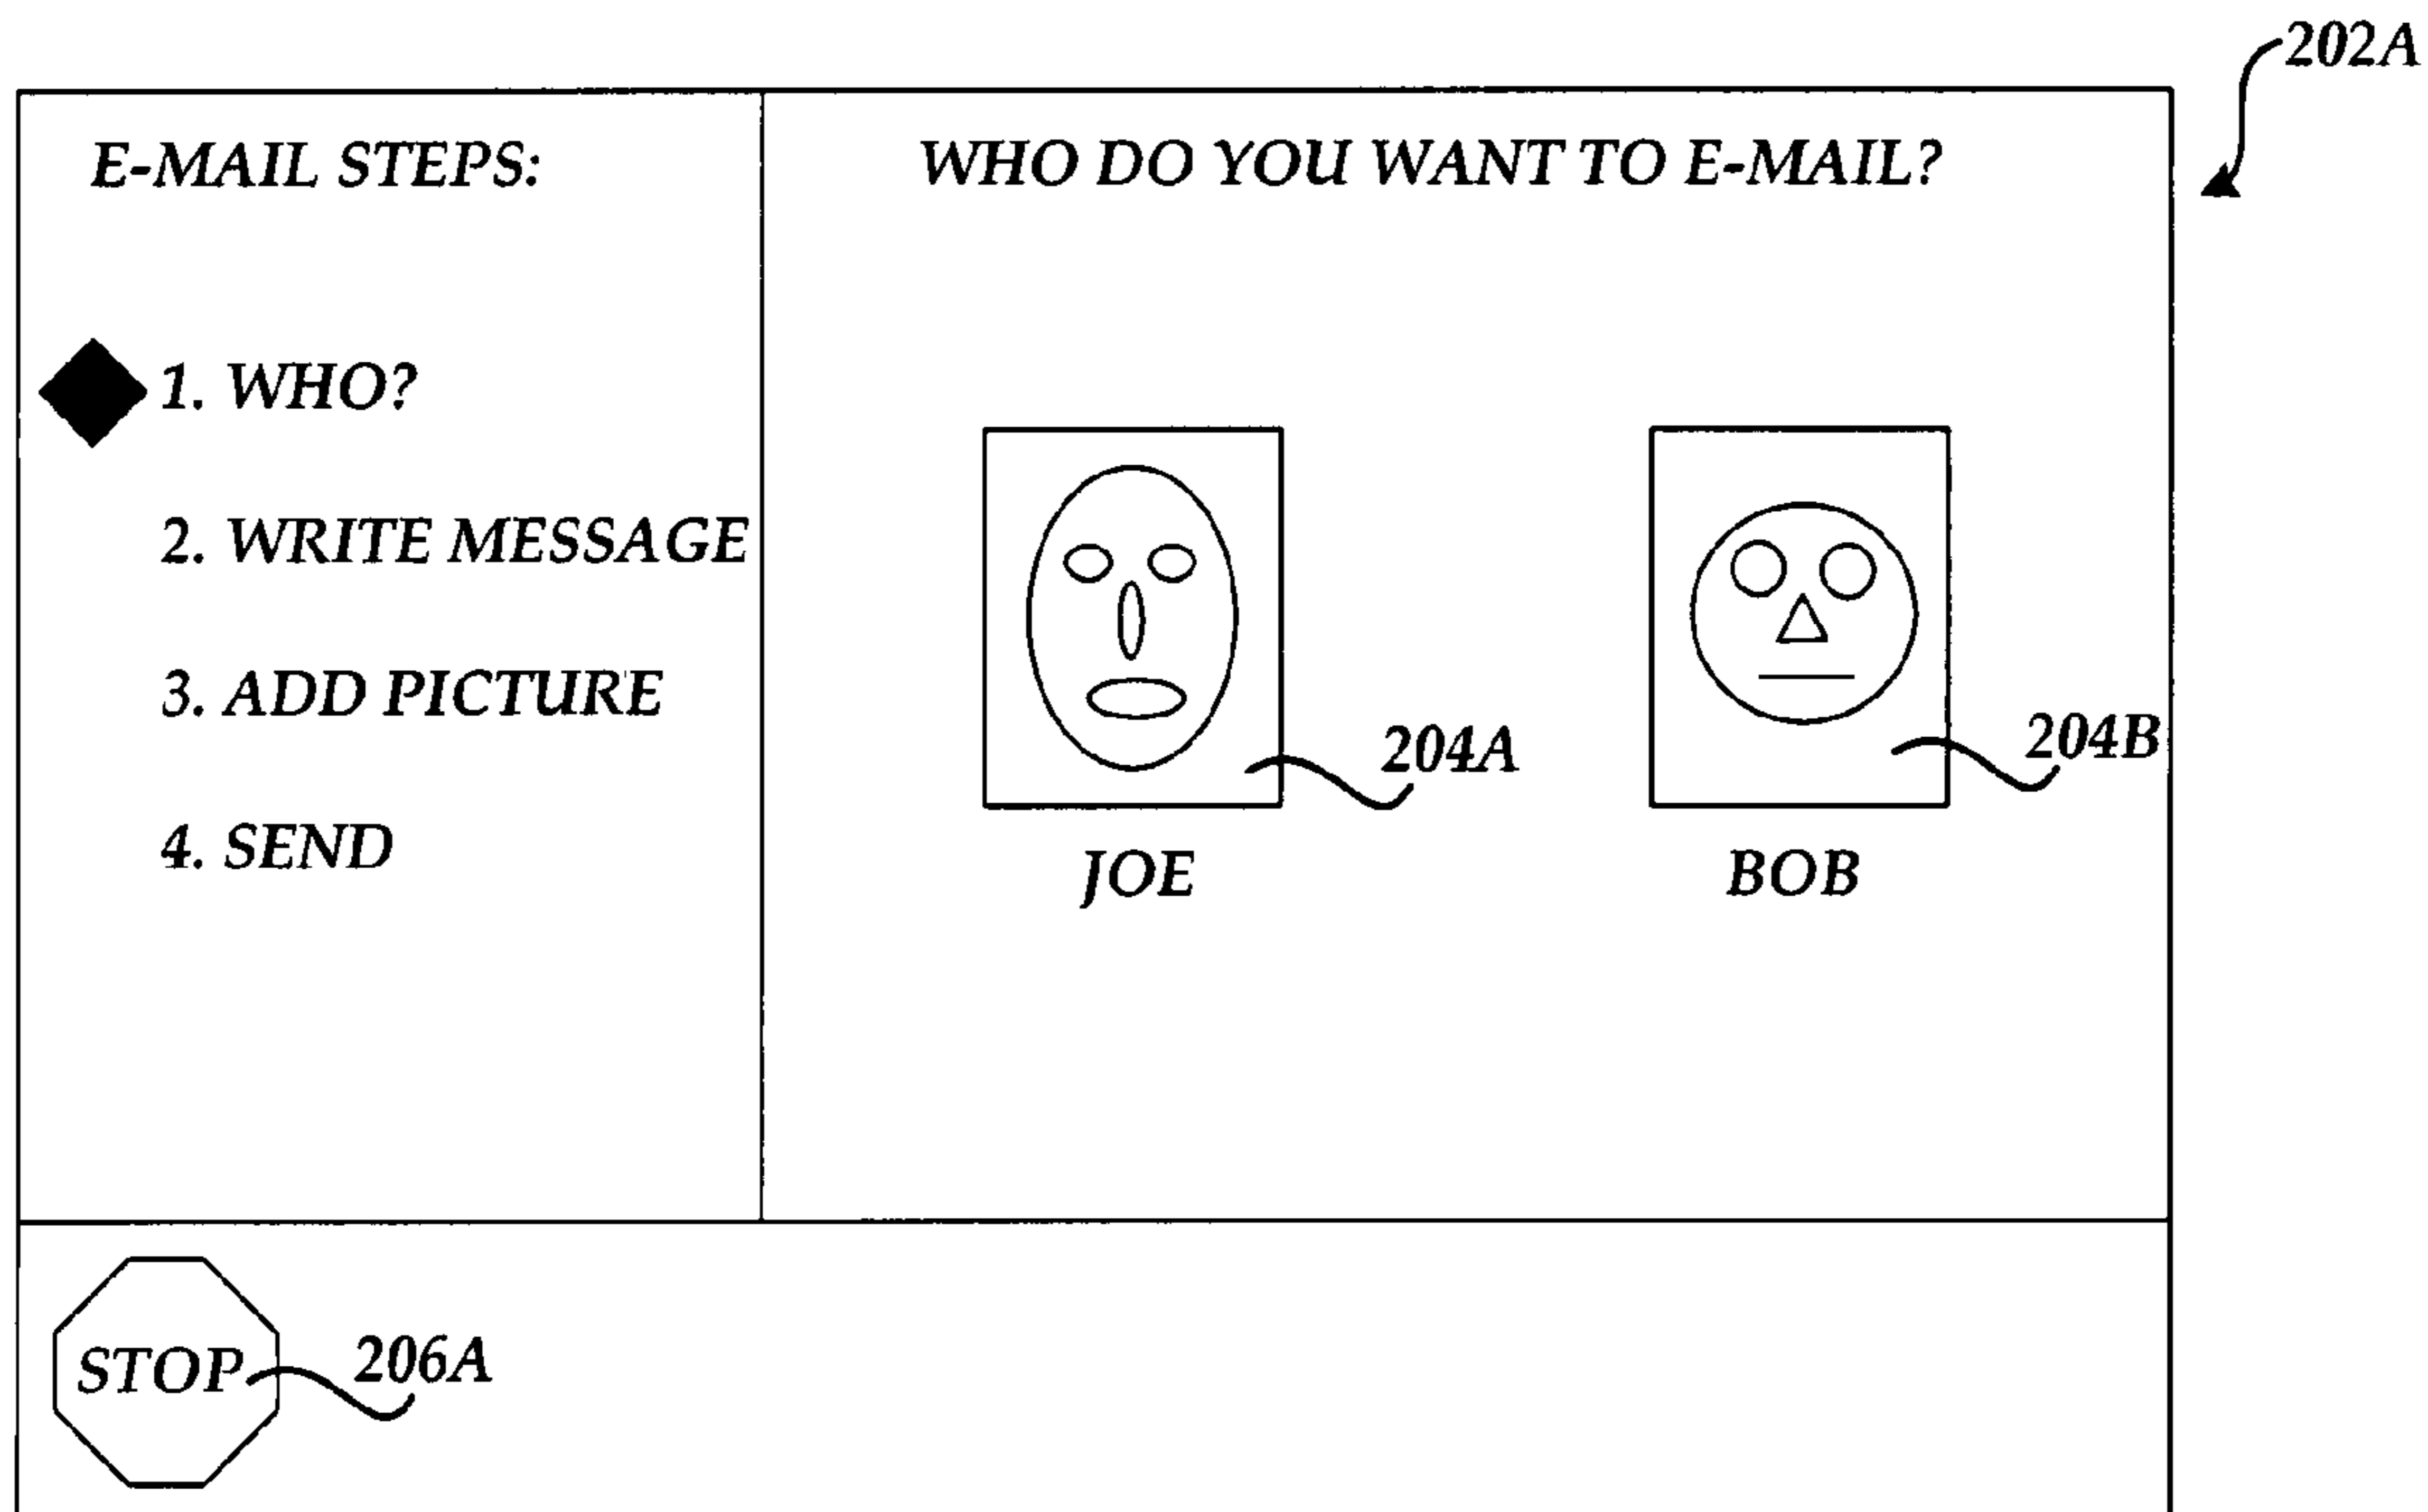 202A
E-MAIL STEPS:
1. WHO?
2. WRITE MESSAGE
3. ADD PICTURE
4. SEND
WHO DO YOU WANT TO E-MAIL?
204A
204B
JOE
BOB
STOP
206A